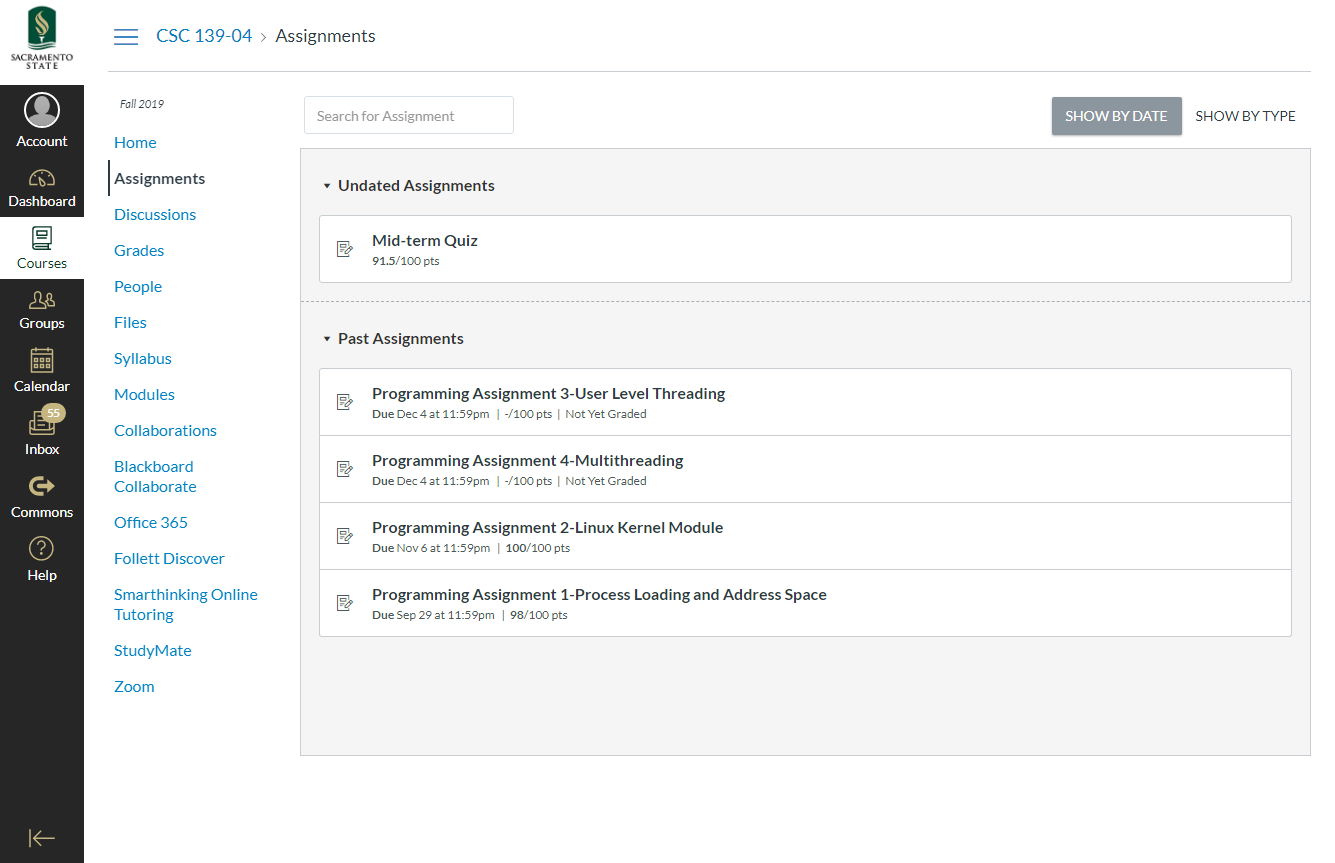 SACRAMENTO
STATE
Account
Dashboard
Courses
Groups
Calendar
55
Inbox
Commons
?
Help
CSC 139-04 › Assignments
Fall 2019
Home
Assignments
Discussions
Grades
People
Files
Syllabus
Modules
Collaborations
Blackboard
Collaborate
Office 365
Follett Discover
Smarthinking Online
Tutoring
StudyMate
Zoom
Search for Assignment
SHOW BY DATE SHOW BY TYPE
Undated Assignments
Mid-term Quiz
91.5/100 pts
Past Assignments
Programming Assignment 3-User Level Threading
Due Dec 4 at 11:59pm | -/100 pts | Not Yet Graded
Programming Assignment 4-Multithreading
Due Dec 4 at 11:59pm | -/100 pts | Not Yet Graded
Programming Assignment 2-Linux Kernel Module
Due Nov 6 at 11:59pm | 100/100 pts
Programming Assignment 1-Process Loading and Address Space
Due Sep 29 at 11:59pm | 98/100 pts